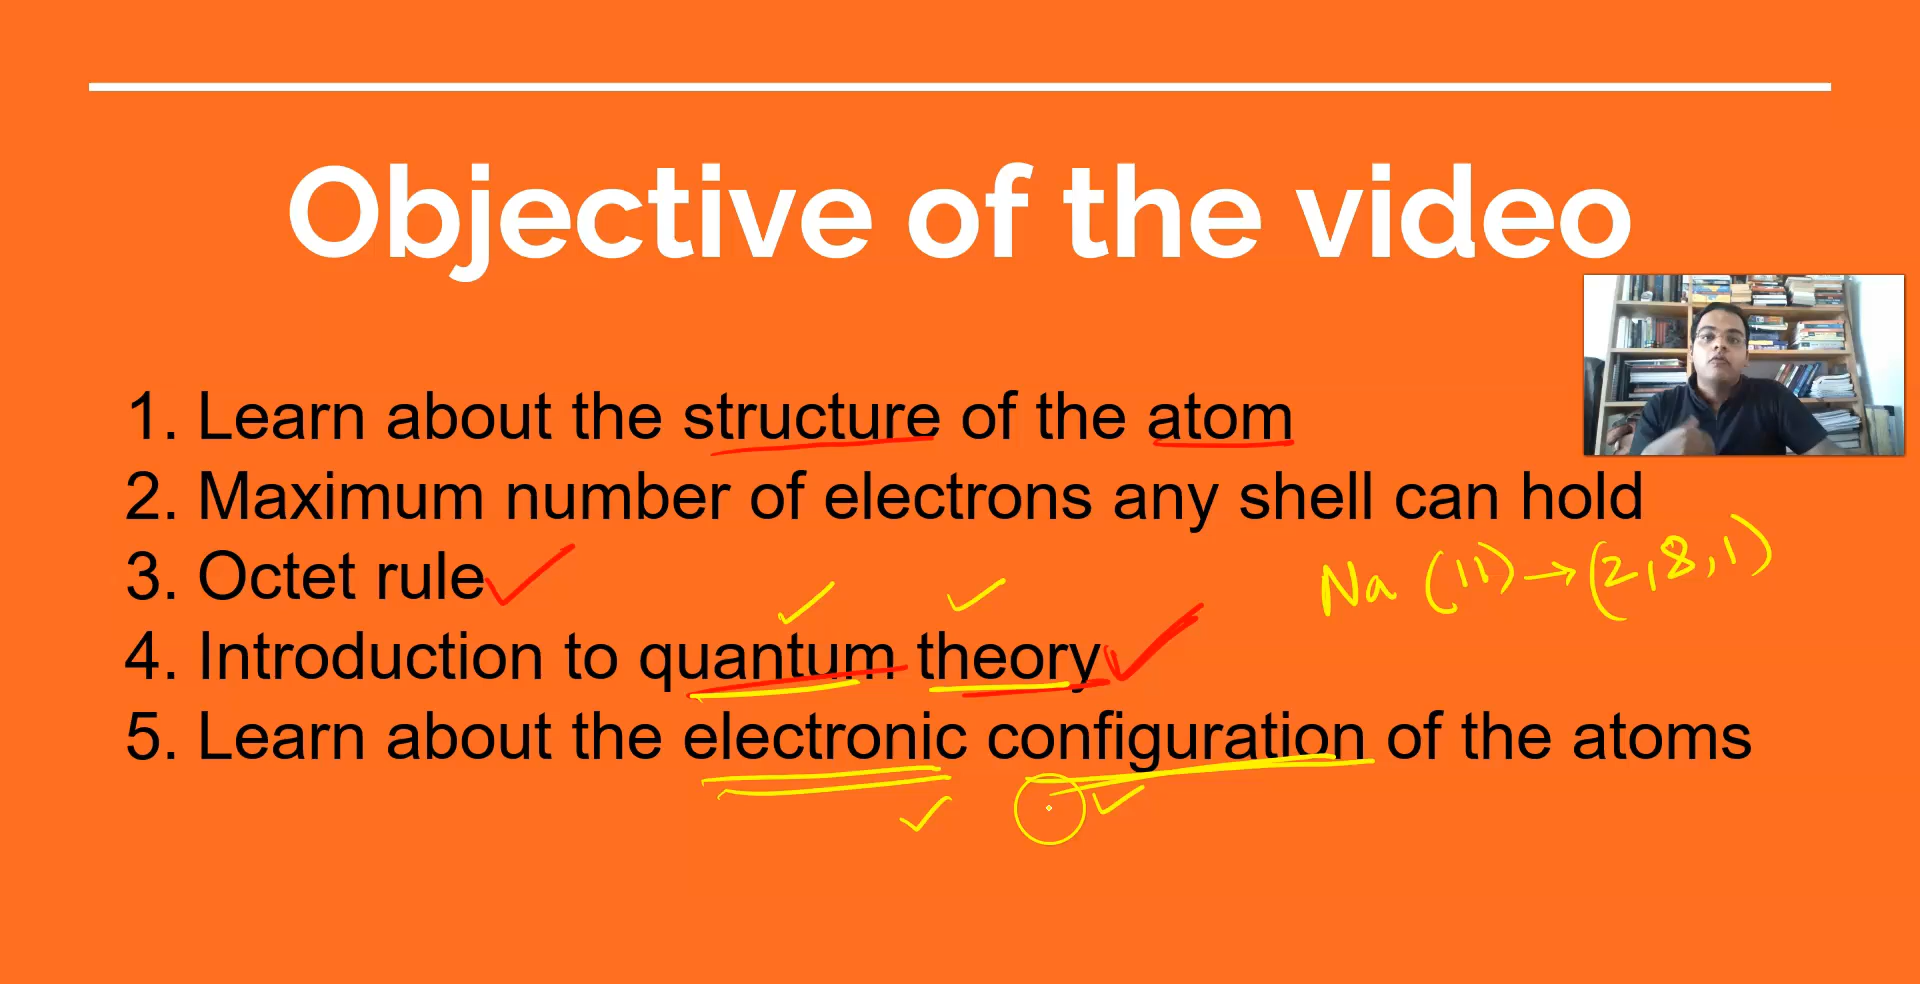 Objective of the video
1. Learn about the structure of the atom
2. Maximum number of electrons any shell can hold
3. Octet rule
Na (11) → (2,8,1)
4. Introduction to quantum theory
5. Learn about the electronic configuration of the atoms